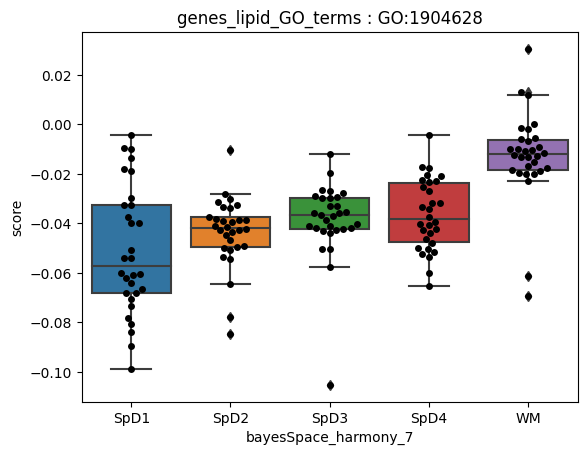 genes_lipid_GO_terms : GO:1904628
score
0.02
0.00
−0.02
−0.04
−0.06
−0.08
−0.10
SpD1 SpD2 SpD3 SpD4 WM
bayesSpace_harmony_7